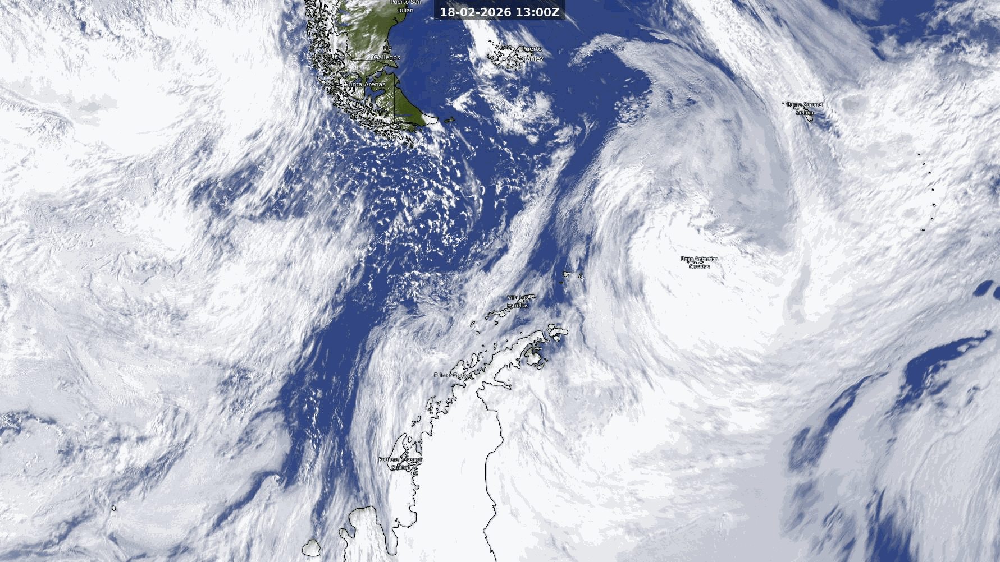 Puerto San
Julián
18-02-2026 13:00Z
Río
Gallegos
Puerto
Stanley
Punta Arenas
Punta Coronel
Zelaya
Base Antartica
Orcadas
Villa Las
Estrellas
Palmer Station
Rothera Research
Station